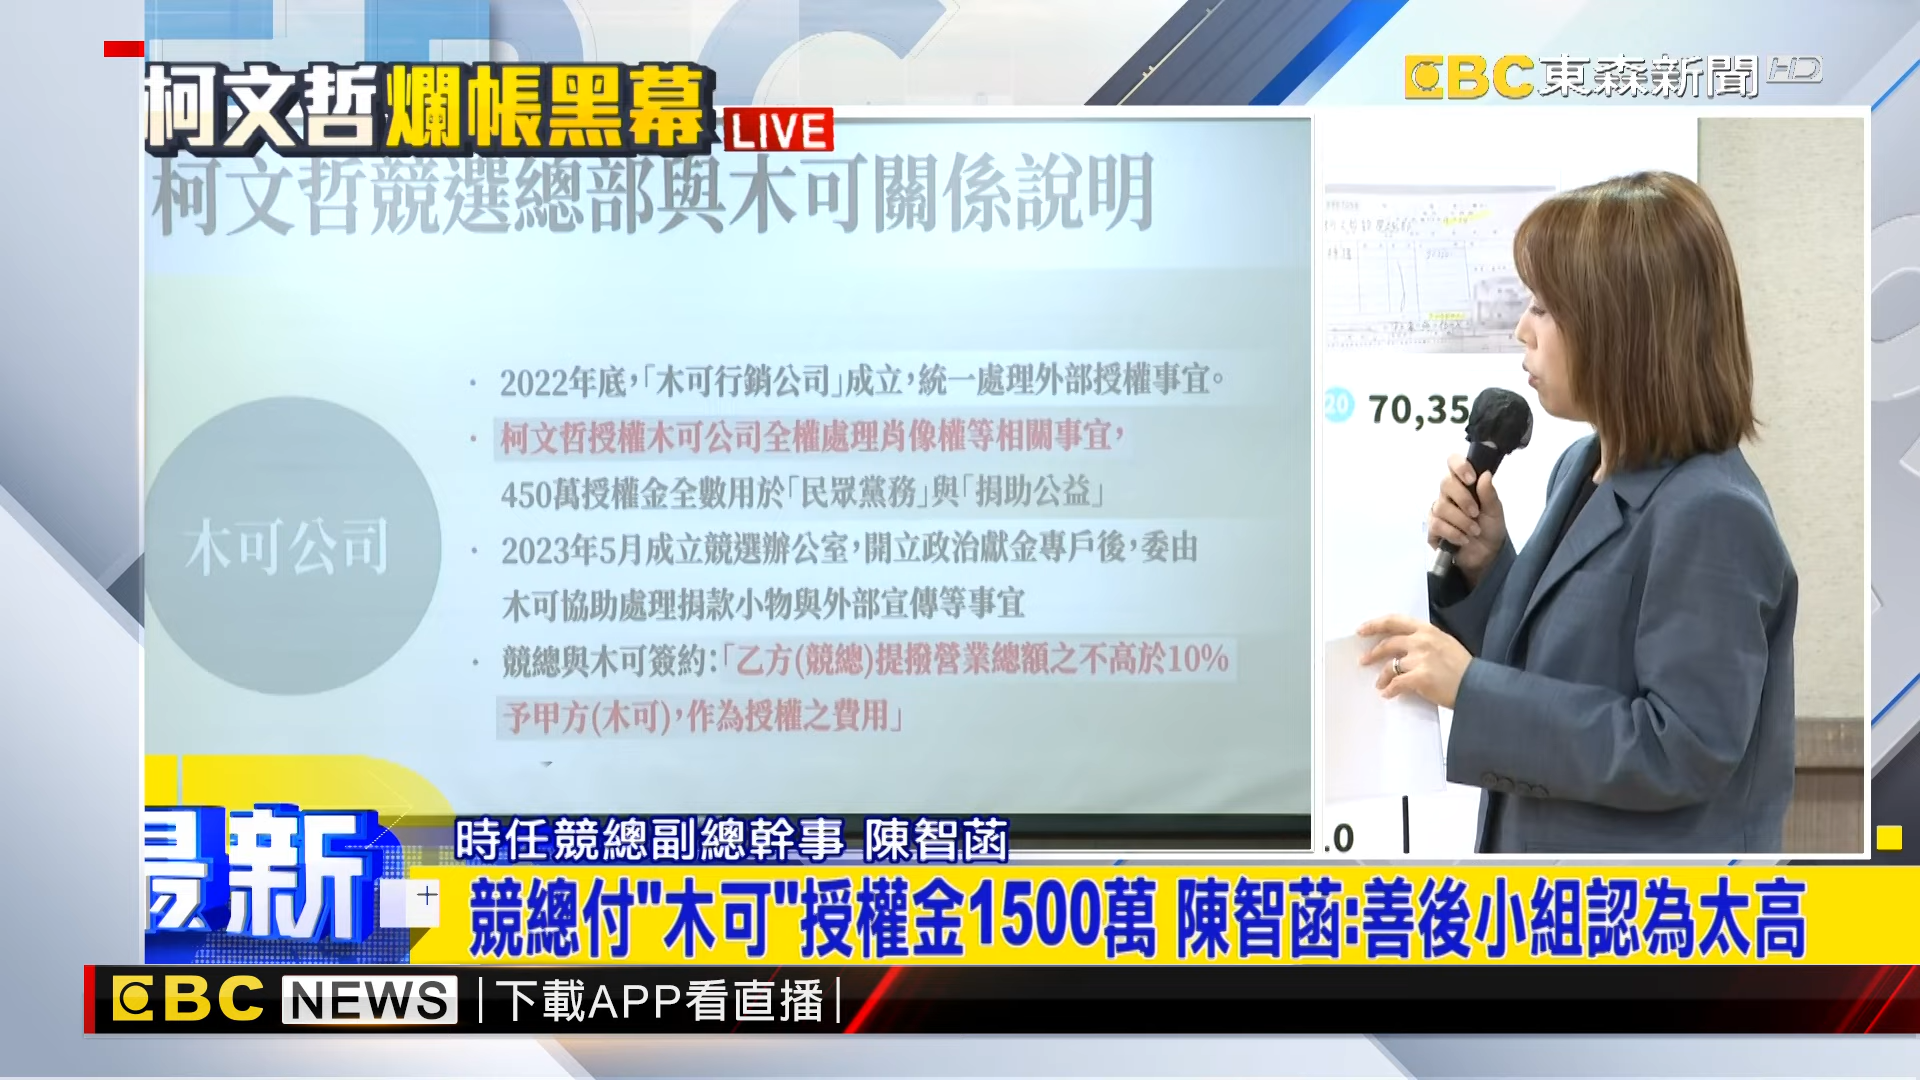 柯文哲爛帳黑幕
LIVE
EBC東森新聞HD
柯文哲競選總部與木可關係說明
木可公司
· 2022年底，「木可行銷公司」成立，統一處理外部授權事宜。
· 柯文哲授權木可公司全權處理肖像權等相關事宜，
450萬授權金全數用於「民眾黨務」與「捐助公益」
· 2023年5月成立競選辦公室，開立政治獻金專戶後，委由
木可協助處理捐款小物與外部宣傳等事宜
· 競總與木可簽約：「乙方(競總)提撥營業總額之不高於10%
予甲方(木可)，作為授權之費用」
20
70,35
.0
最新
時任競總副總幹事 陳智菡
競總付"木可"授權金1500萬 陳智菡:善後小組認為太高
EBC NEWS
下載APP看直播